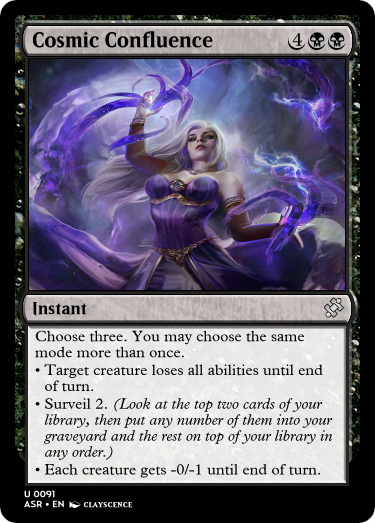 Cosmic Confluence 4
Instant
Choose three. You may choose the same
mode more than once.
• Target creature loses all abilities until end
of turn.
• Surveil 2. (Look at the top two cards of your
library, then put any number of them into your
graveyard and the rest on top of your library in
any order.)
• Each creature gets -0/-1 until end of turn.
U 0091
ASR • EN CLAYSCIENCE